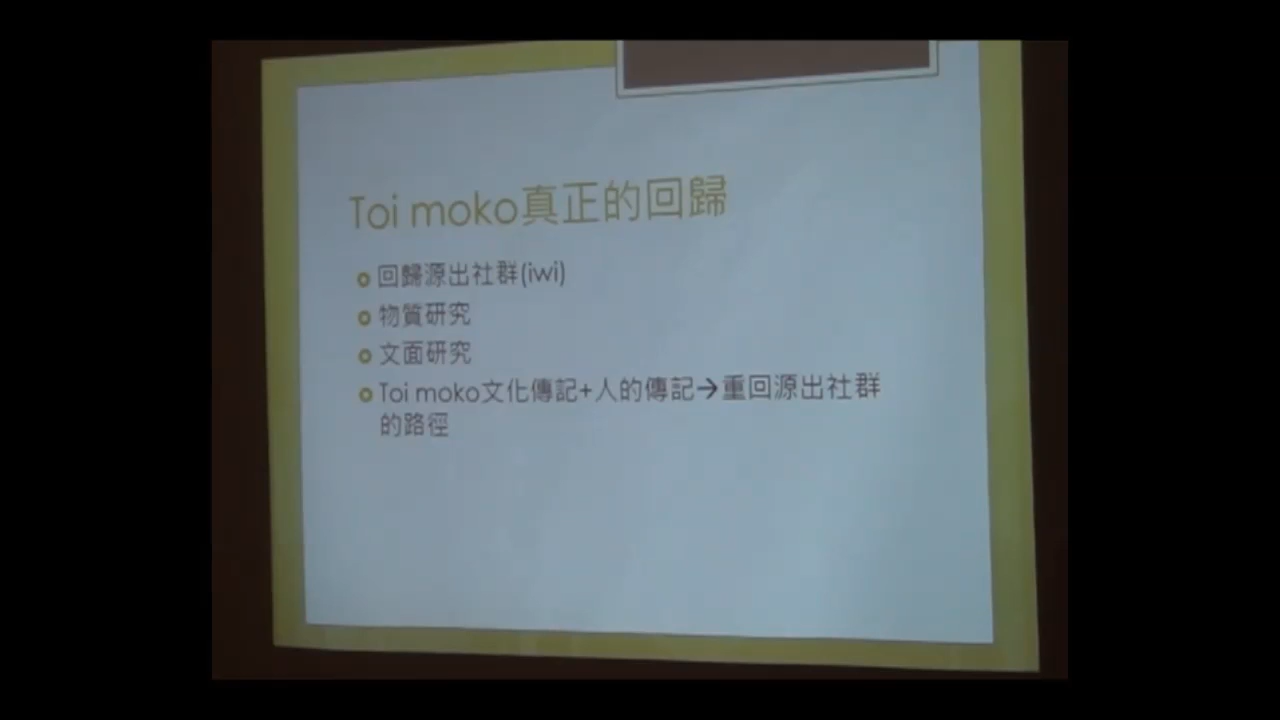 Toi moko真正的回歸
回歸源出社群(iwi)
物質研究
文面研究
Toi moko文化傳記+人的傳記→重回源出社群
的路徑